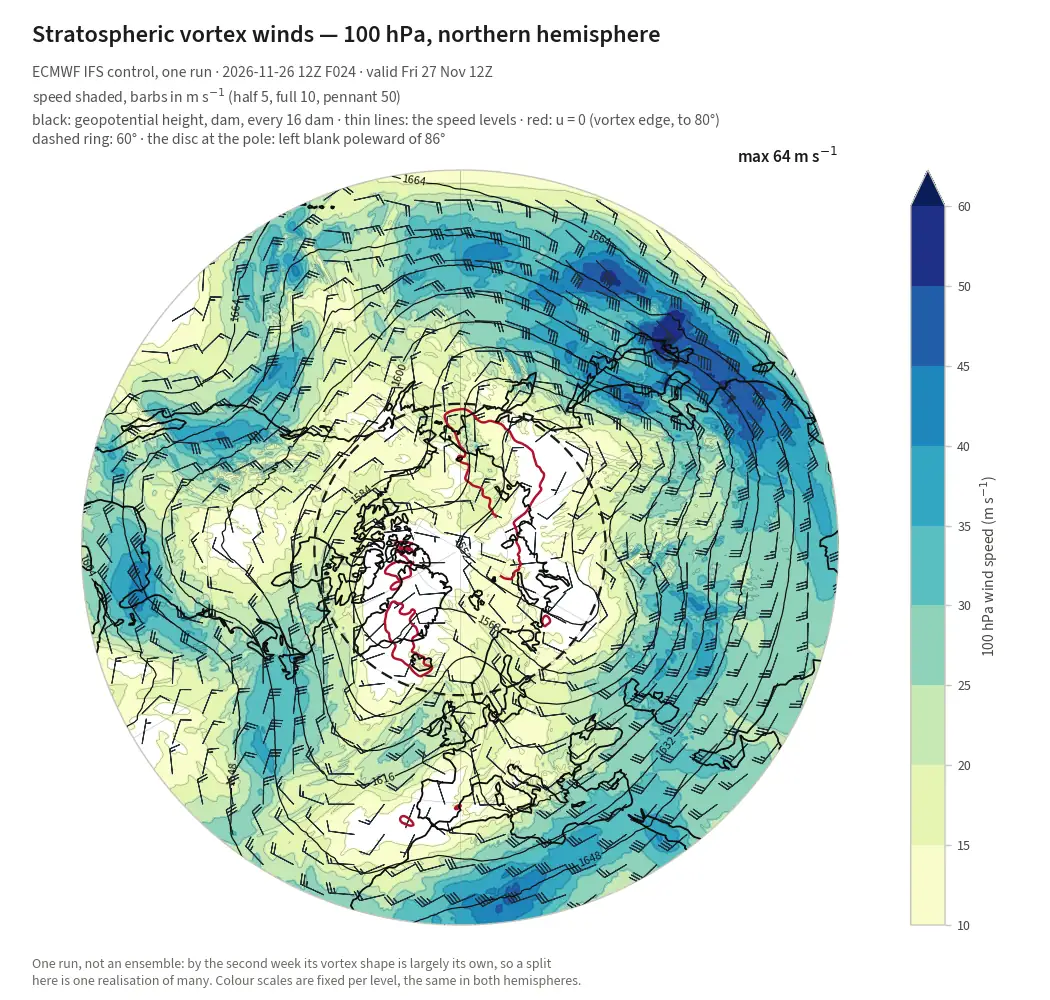 Stratospheric vortex winds — 100 hPa, northern hemisphere
ECMWF IFS control, one run · 2026-11-26 12Z F024 · valid Fri 27 Nov 12Z
speed shaded, barbs in m s⁻¹ (half 5, full 10, pennant 50)
black: geopotential height, dam, every 16 dam · thin lines: the speed levels · red: u = 0 (vortex edge, to 80°)
dashed ring: 60° · the disc at the pole: left blank poleward of 86°
max 64 m s⁻¹
1664
1664
1664
1600
1584
1552
1568
1632
1616
1648
1648
60
50
45
40
35
30
25
20
15
10
100 hPa wind speed (m s⁻¹)
One run, not an ensemble: by the second week its vortex shape is largely its own, so a split
here is one realisation of many. Colour scales are fixed per level, the same in both hemispheres.